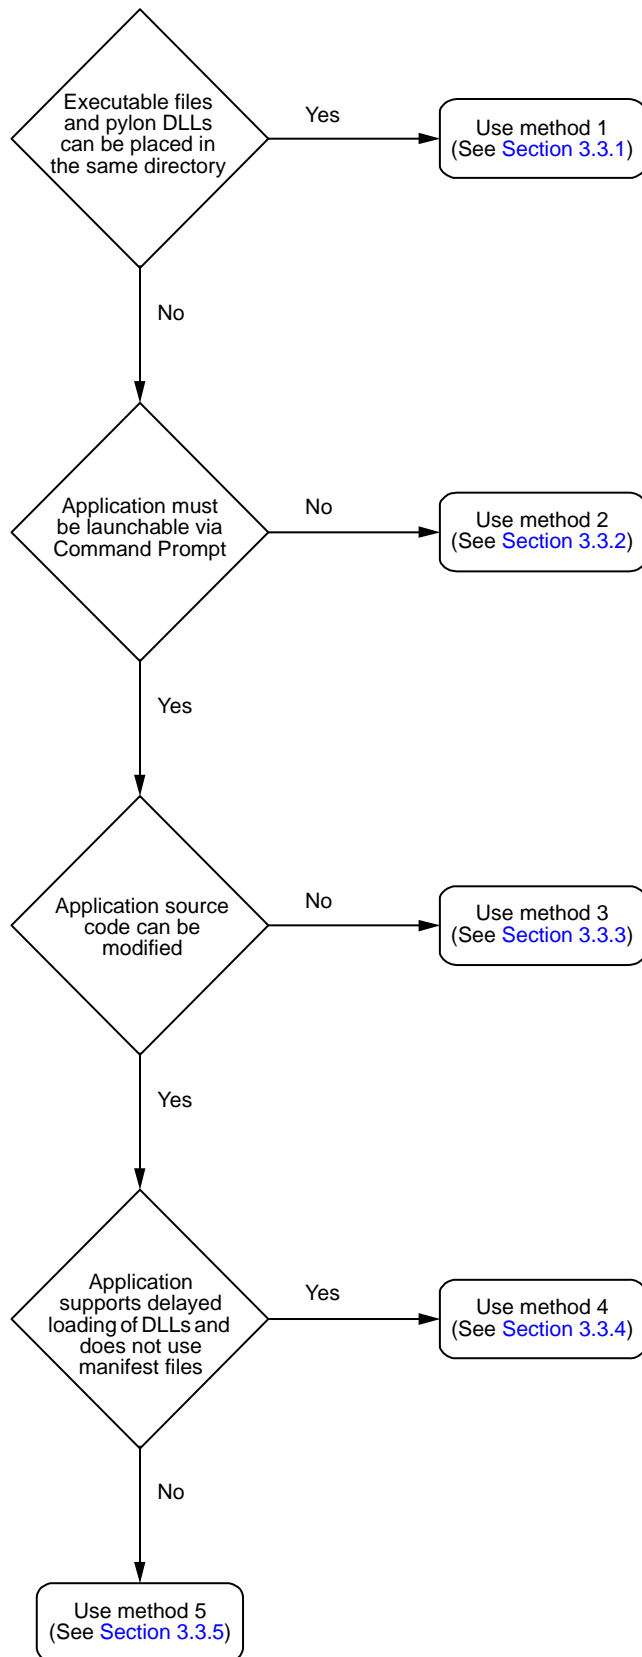 Executable files
and pylon DLLs
can be placed in
the same directory
Yes
Use method 1
(See Section 3.3.1)
No
Application must
be launchable via
Command Prompt
No
Use method 2
(See Section 3.3.2)
Yes
Application source
code can be
modified
No
Use method 3
(See Section 3.3.3)
Yes
Application
supports delayed
loading of DLLs and
does not use
manifest files
Yes
Use method 4
(See Section 3.3.4)
No
Use method 5
(See Section 3.3.5)